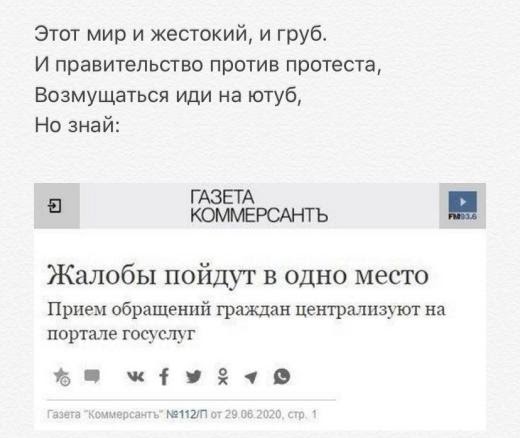 Этот мир и жестокий, и груб.
И правительство против протеста,
Возмущаться иди на ютуб,
Но знай:
ГАЗЕТА
КОММЕРСАНТЪ
FM93.6
Жалобы пойдут в одно место
Прием обращений граждан централизуют на
портале госуслуг
Газета "Коммерсантъ" №112/П от 29.06.2020, стр. 1